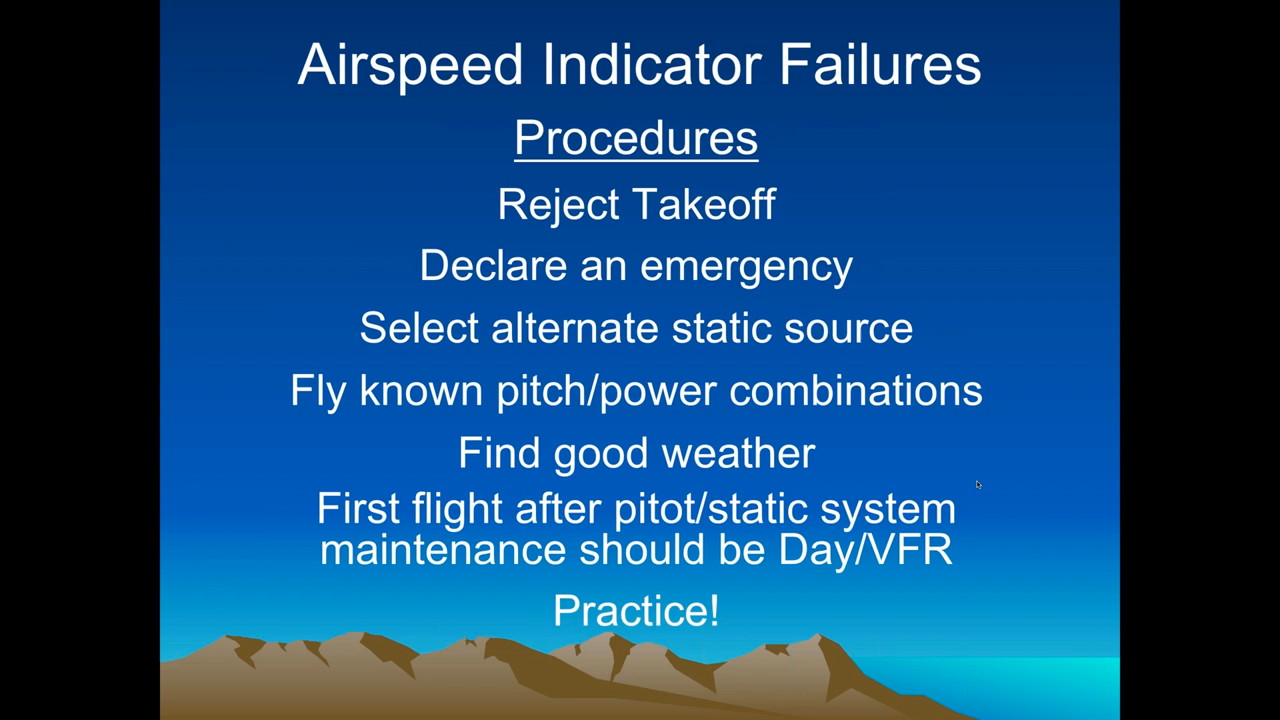 Airspeed Indicator Failures
Procedures
Reject Takeoff
Declare an emergency
Select alternate static source
Fly known pitch/power combinations
Find good weather
First flight after pitot/static system
maintenance should be Day/VFR
Practice!